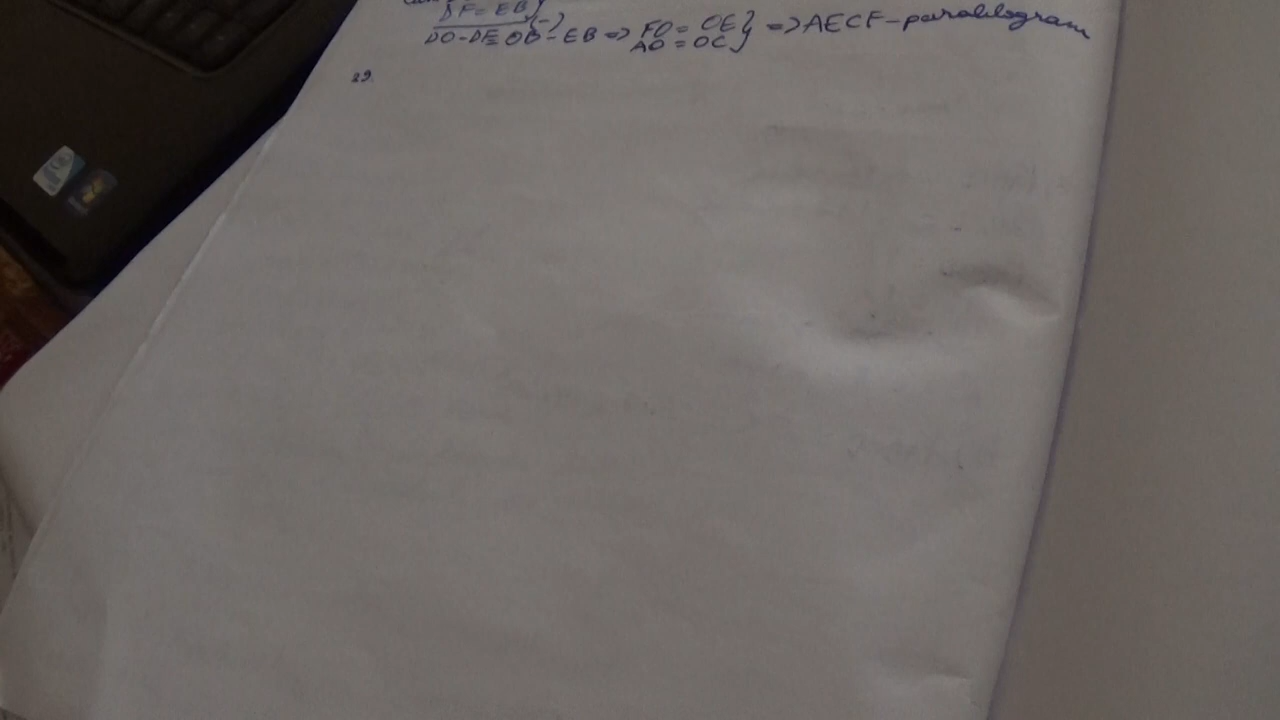 DF = EB } (-)
DO-DF=OB-EB => FO = OE } => AECF-paralelogram
AO = OC
29.